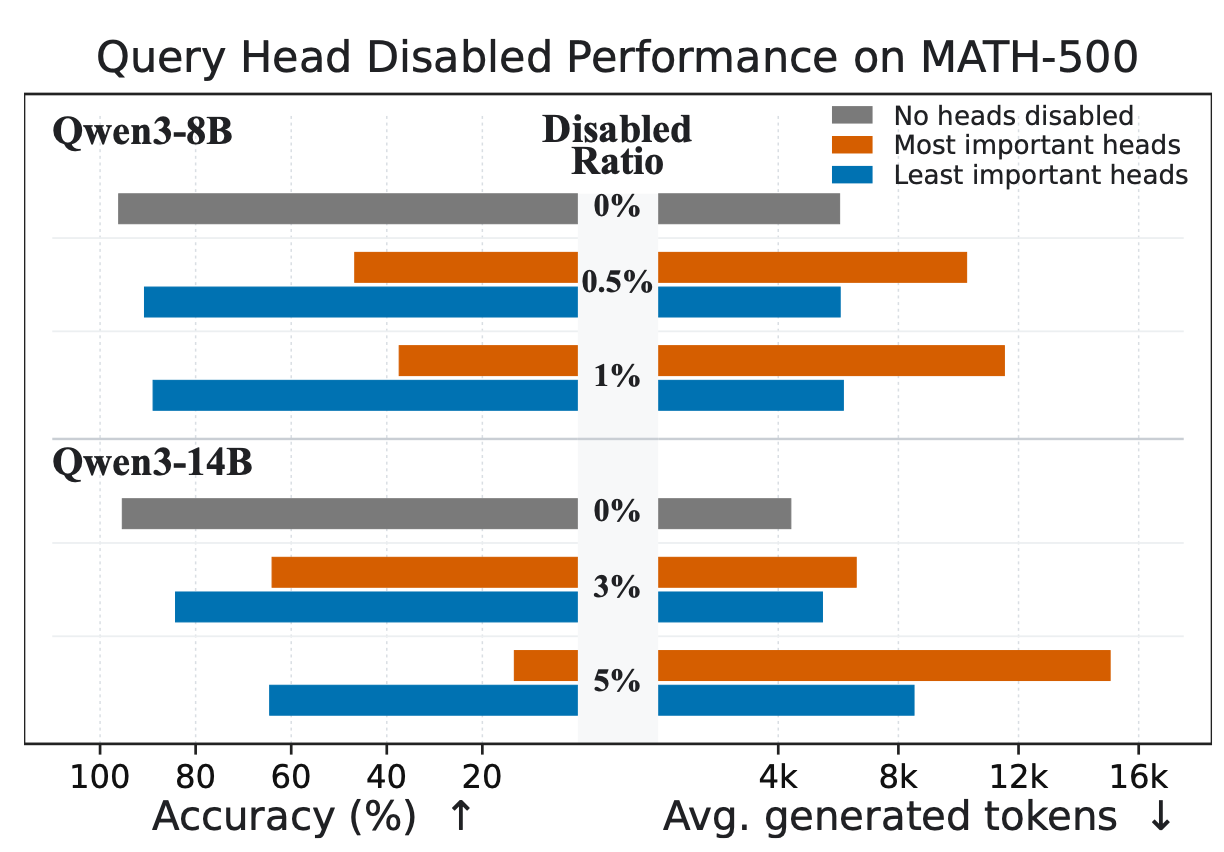 Query Head Disabled Performance on MATH-500
Qwen3-8B
Disabled
Ratio
No heads disabled
Most important heads
Least important heads
0%
0.5%
1%
Qwen3-14B
0%
3%
5%
100 80 60 40 20 4k 8k 12k 16k
Accuracy (%) ↑ Avg. generated tokens ↓